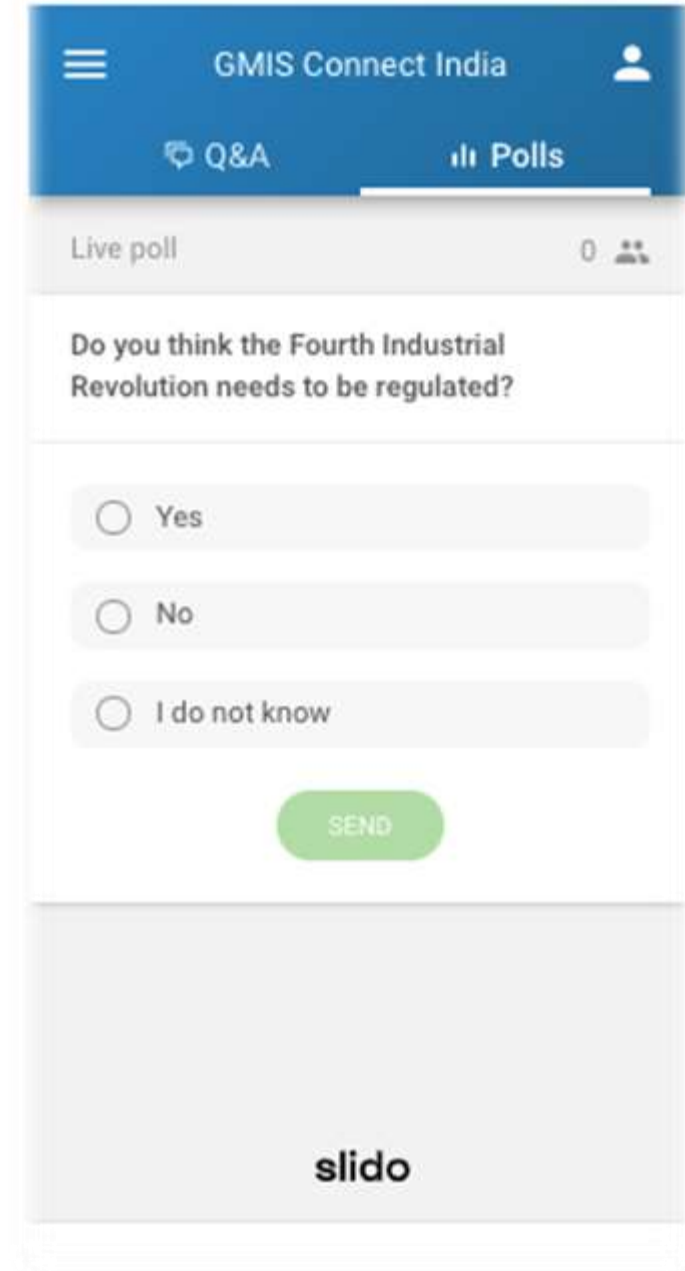 GMIS Connect India
Q&A
Polls
Live poll
0
Do you think the Fourth Industrial
Revolution needs to be regulated?
Yes
No
I do not know
SEND
slido